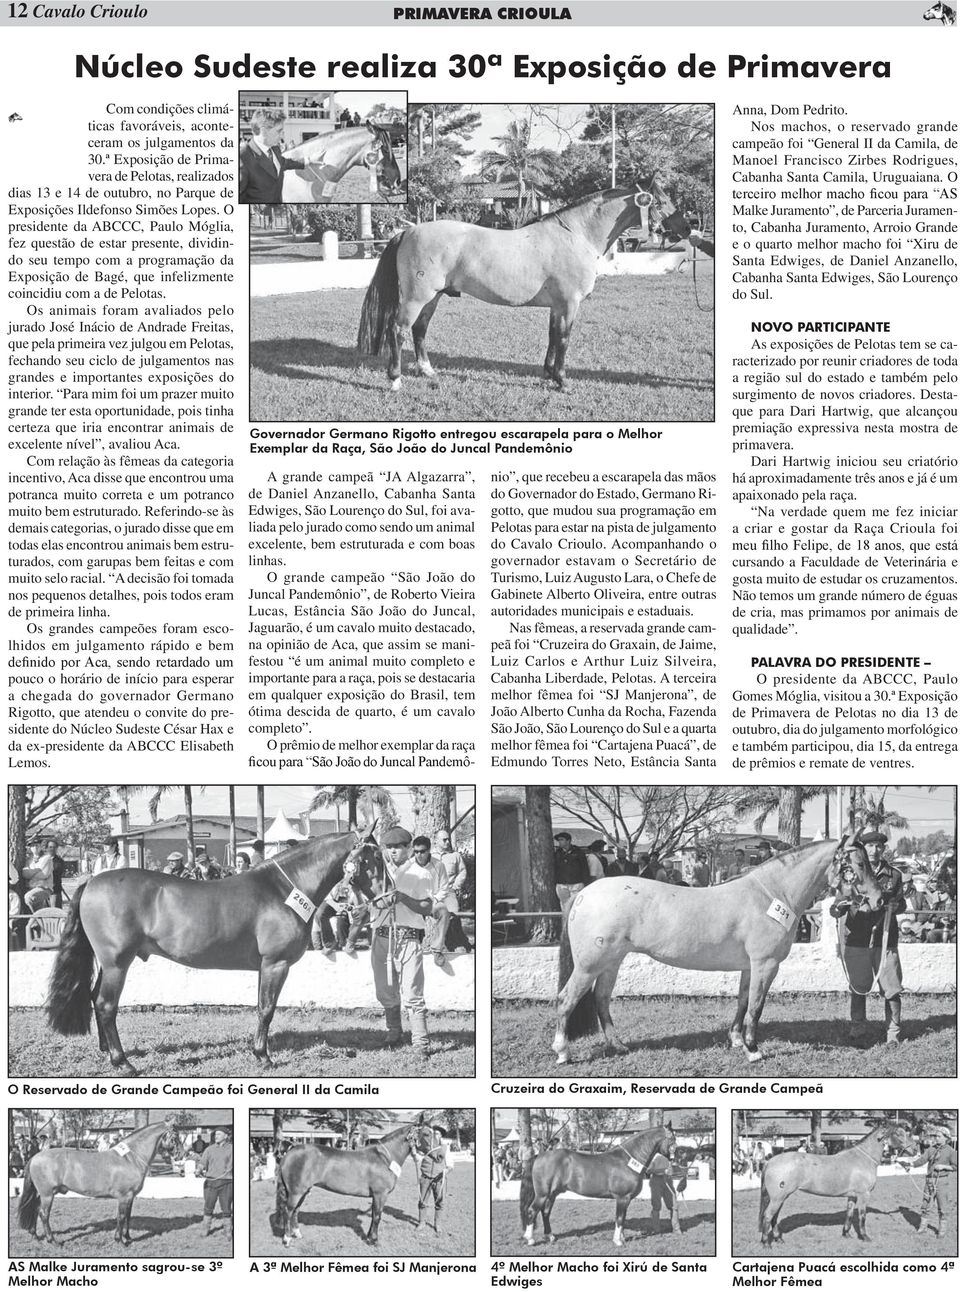 12 Cavalo Crioulo
PRIMAVERA CRIOULA
Núcleo Sudeste realiza 30ª Exposição de Primavera
Com condições climá-
ticas favoráveis, aconte-
ceram os julgamentos da
30.ª Exposição de Prima-
vera de Pelotas, realizados
dias 13 e 14 de outubro, no Parque de
Exposições Ildefonso Simões Lopes. O
presidente da ABCCC, Paulo Móglia,
fez questão de estar presente, dividin-
do seu tempo com a programação da
Exposição de Bagé, que infelizmente
coincidiu com a de Pelotas.
Os animais foram avaliados pelo
jurado José Inácio de Andrade Freitas,
que pela primeira vez julgou em Pelotas,
fechando seu ciclo de julgamentos nas
grandes e importantes exposições do
interior. “Para mim foi um prazer muito
grande ter esta oportunidade, pois tinha
certeza que iria encontrar animais de
excelente nível”, avaliou Aca.
Com relação às fêmeas da categoria
incentivo, Aca disse que encontrou uma
potranca muito correta e um potranco
muito bem estruturado. Referindo-se às
demais categorias, o jurado disse que em
todas elas encontrou animais bem estru-
turados, com garupas bem feitas e com
muito selo racial. “A decisão foi tomada
nos pequenos detalhes, pois todos eram
de primeira linha.
Os grandes campeões foram esco-
lhidos em julgamento rápido e bem
definido por Aca, sendo retardado um
pouco o horário de início para esperar
a chegada do governador Germano
Rigotto, que atendeu o convite do pre-
sidente do Núcleo Sudeste César Hax e
da ex-presidente da ABCCC Elisabeth
Lemos.
Governador Germano Rigotto entregou escarapela para o Melhor
Exemplar da Raça, São João do Juncal Pandemônio
A grande campeã “JA Algazarra”,
de Daniel Anzanello, Cabanha Santa
Edwiges, São Lourenço do Sul, foi ava-
liada pelo jurado como sendo um animal
excelente, bem estruturada e com boas
linhas.
O grande campeão “São João do
Juncal Pandemônio”, de Roberto Vieira
Lucas, Estância São João do Juncal,
Jaguarão, é um cavalo muito destacado,
na opinião de Aca, que assim se mani-
festou “é um animal muito completo e
importante para a raça, pois se destacaria
em qualquer exposição do Brasil, tem
ótima descida de quarto, é um cavalo
completo”.
O prêmio de melhor exemplar da raça
ficou para “São João do Juncal Pandemô-
nio”, que recebeu a escarapela das mãos
do Governador do Estado, Germano Ri-
gotto, que mudou sua programação em
Pelotas para estar na pista de julgamento
do Cavalo Crioulo. Acompanhando o
governador estavam o Secretário de
Turismo, Luiz Augusto Lara, o Chefe de
Gabinete Alberto Oliveira, entre outras
autoridades municipais e estaduais.
Nas fêmeas, a reservada grande cam-
peã foi “Cruzeira do Graxaim, de Jaime,
Luiz Carlos e Arthur Luiz Silveira,
Cabanha Liberdade, Pelotas. A terceira
melhor fêmea foi “SJ Manjerona”, de
João Alberto Cunha da Rocha, Fazenda
São João, São Lourenço do Sul e a quarta
melhor fêmea foi “Cartajena Puacá”, de
Edmundo Torres Neto, Estância Santa
Anna, Dom Pedrito.
Nos machos, o reservado grande
campeão foi “General II da Camila, de
Manoel Francisco Zirbes Rodrigues,
Cabanha Santa Camila, Uruguaiana. O
terceiro melhor macho ficou para “AS
Malke Juramento”, de Parceria Juramen-
to, Cabanha Juramento, Arroio Grande
e o quarto melhor macho foi “Xiru de
Santa Edwiges, de Daniel Anzanello,
Cabanha Santa Edwiges, São Lourenço
do Sul.
NOVO PARTICIPANTE
As exposições de Pelotas tem se ca-
racterizado por reunir criadores de toda
a região sul do estado e também pelo
surgimento de novos criadores. Desta-
que para Dari Hartwig, que alcançou
premiação expressiva nesta mostra de
primavera.
Dari Hartwig iniciou seu criatório
há aproximadamente três anos e já é um
apaixonado pela raça.
“Na verdade quem me fez iniciar
a criar e gostar da Raça Crioula foi
meu filho Felipe, de 18 anos, que está
cursando a Faculdade de Veterinária e
gosta muito de estudar os cruzamentos.
Não temos um grande número de éguas
de cria, mas primamos por animais de
qualidade”.
PALAVRA DO PRESIDENTE –
O presidente da ABCCC, Paulo
Gomes Móglia, visitou a 30.ª Exposição
de Primavera de Pelotas no dia 13 de
outubro, dia do julgamento morfológico
e também participou, dia 15, da entrega
de prêmios e remate de ventres.
331
O Reservado de Grande Campeão foi General II da Camila
Cruzeira do Graxaim, Reservada de Grande Campeã
AS Malke Juramento sagrou-se 3º
Melhor Macho
A 3ª Melhor Fêmea foi SJ Manjerona
4º Melhor Macho foi Xirú de Santa
Edwiges
Cartajena Puacá escolhida como 4ª
Melhor Fêmea